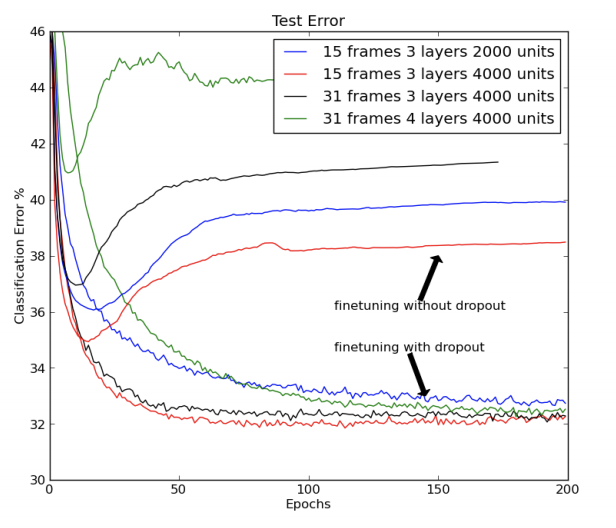 Test Error
46
44
42
40
38
36
34
32
30
Classification Error %
15 frames 3 layers 2000 units
15 frames 3 layers 4000 units
31 frames 3 layers 4000 units
31 frames 4 layers 4000 units
finetuning without dropout
finetuning with dropout
0 50 100 150 200
Epochs